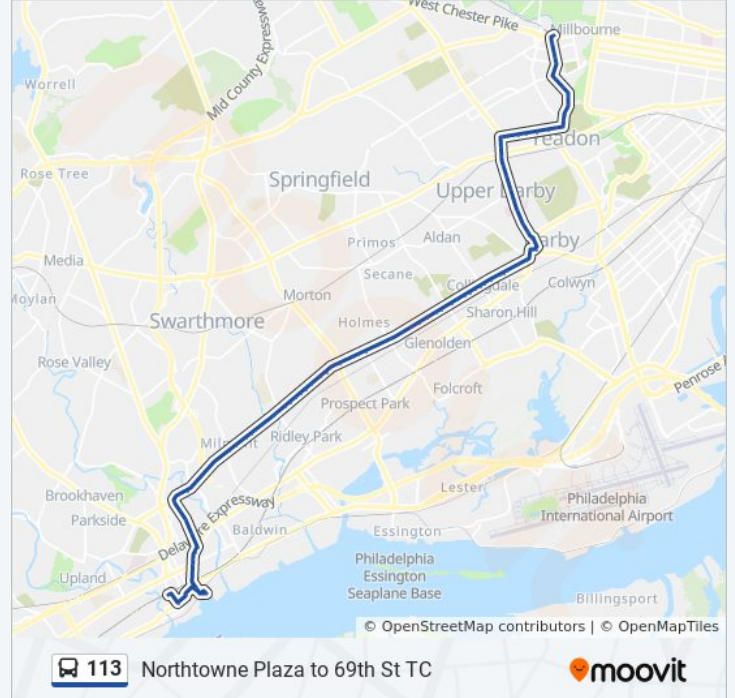 West Chester Pike
Millbourne
Mid County Expressway
Worrell
Rose Tree
Springfield
Yeadon
Upper Darby
Primos
Aldan
Darby
Media
Secane
Collingdale
Colwyn
Moylan
Morton
Sharon Hill
Swarthmore
Holmes
Glenolden
Rose Valley
Folcroft
Penrose A
Prospect Park
Milmont
Ridley Park
Brookhaven
Lester
Philadelphia
International Airport
Parkside
Delaware Expressway
Baldwin
Essington
Philadelphia
Essington
Seaplane Base
Upland
Billingsport
© OpenStreetMap contributors | © OpenMapTiles
113 Northtowne Plaza to 69th St TC moovit